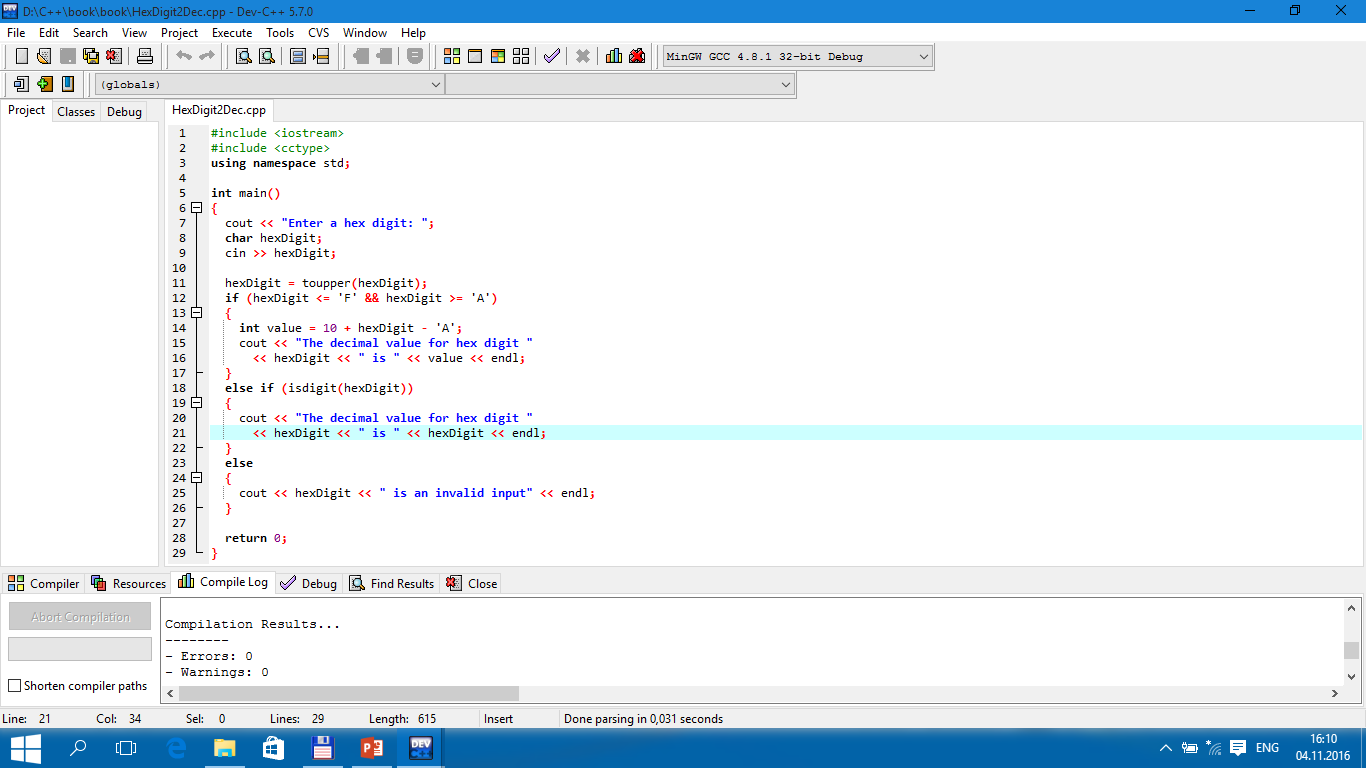 D:\C++\book\book\HexDigit2Dec.cpp - Dev-C++ 5.7.0
File Edit Search View Project Execute Tools CVS Window Help
MinGW GCC 4.8.1 32-bit Debug
(globals)
Project Classes Debug
HexDigit2Dec.cpp
1 #include <iostream>
2 #include <cctype>
3 using namespace std;
4
5 int main()
6 {
7 cout << "Enter a hex digit: ";
8 char hexDigit;
9 cin >> hexDigit;
10
11 hexDigit = toupper(hexDigit);
12 if (hexDigit <= 'F' && hexDigit >= 'A')
13 {
14 int value = 10 + hexDigit - 'A';
15 cout << "The decimal value for hex digit "
16 << hexDigit << " is " << value << endl;
17 }
18 else if (isdigit(hexDigit))
19 {
20 cout << "The decimal value for hex digit "
21 << hexDigit << " is " << hexDigit << endl;
22 }
23 else
24 {
25 cout << hexDigit << " is an invalid input" << endl;
26 }
27
28 return 0;
29 }
Compiler Resources Compile Log Debug Find Results Close
Abort Compilation
Shorten compiler paths
Compilation Results...
--------
- Errors: 0
- Warnings: 0
Line: 21 Col: 34 Sel: 0 Lines: 29 Length: 615 Insert Done parsing in 0,031 seconds
DEV C++
ENG
16:10
04.11.2016